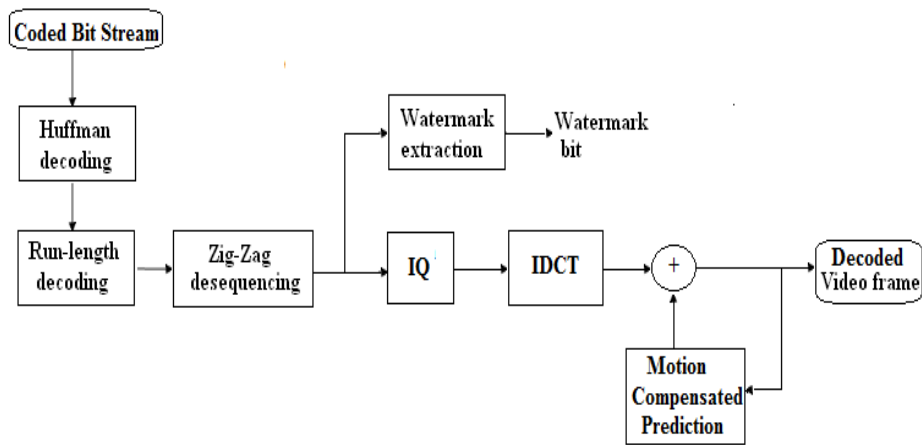 Coded Bit Stream
Huffman
decoding
Run-length
decoding
Zig-Zag
desequencing
Watermark
extraction
Watermark
bit
IQ
IDCT
+
Decoded
Video frame
Motion
Compensated
Prediction